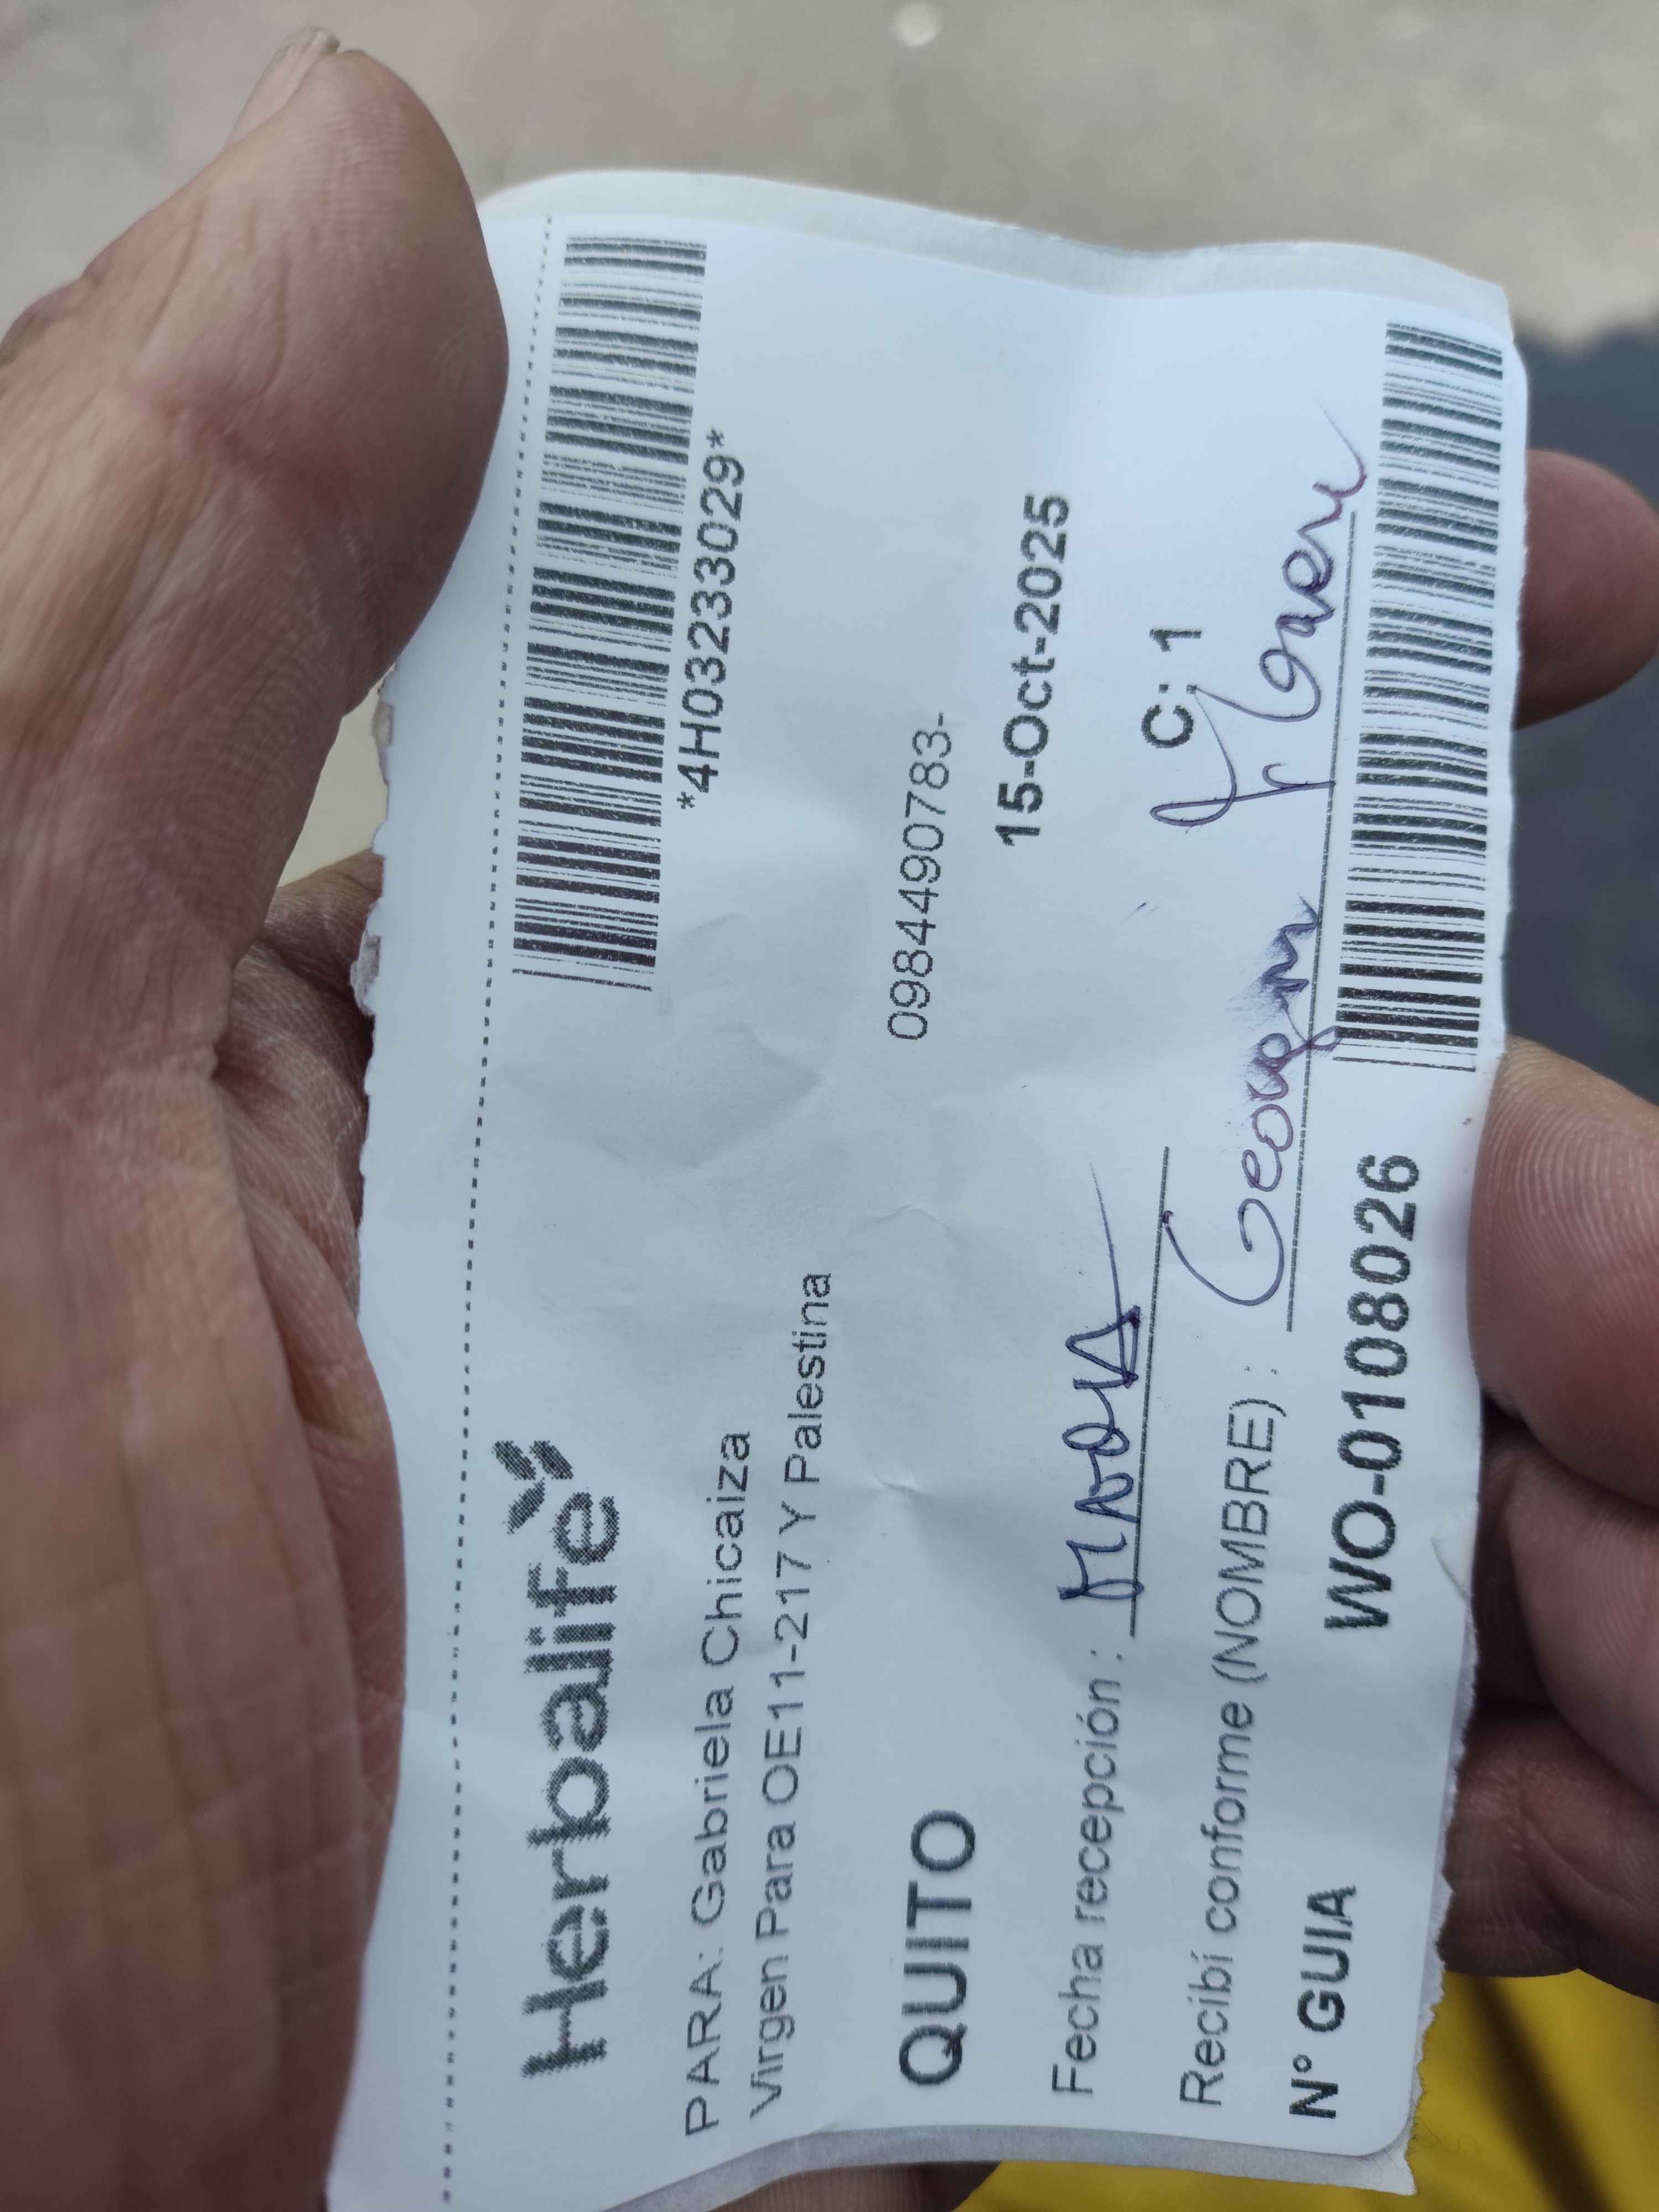 Herbalife
*4H03233029*
PARA: Gabriela Chicaiza
Virgen Para OE11-217 Y Palestina
0984490783-
QUITO
15-Oct-2025
Fecha recepción :
C: 1
Recibí conforme (NOMBRE) :
N° GUIA WO-0108026